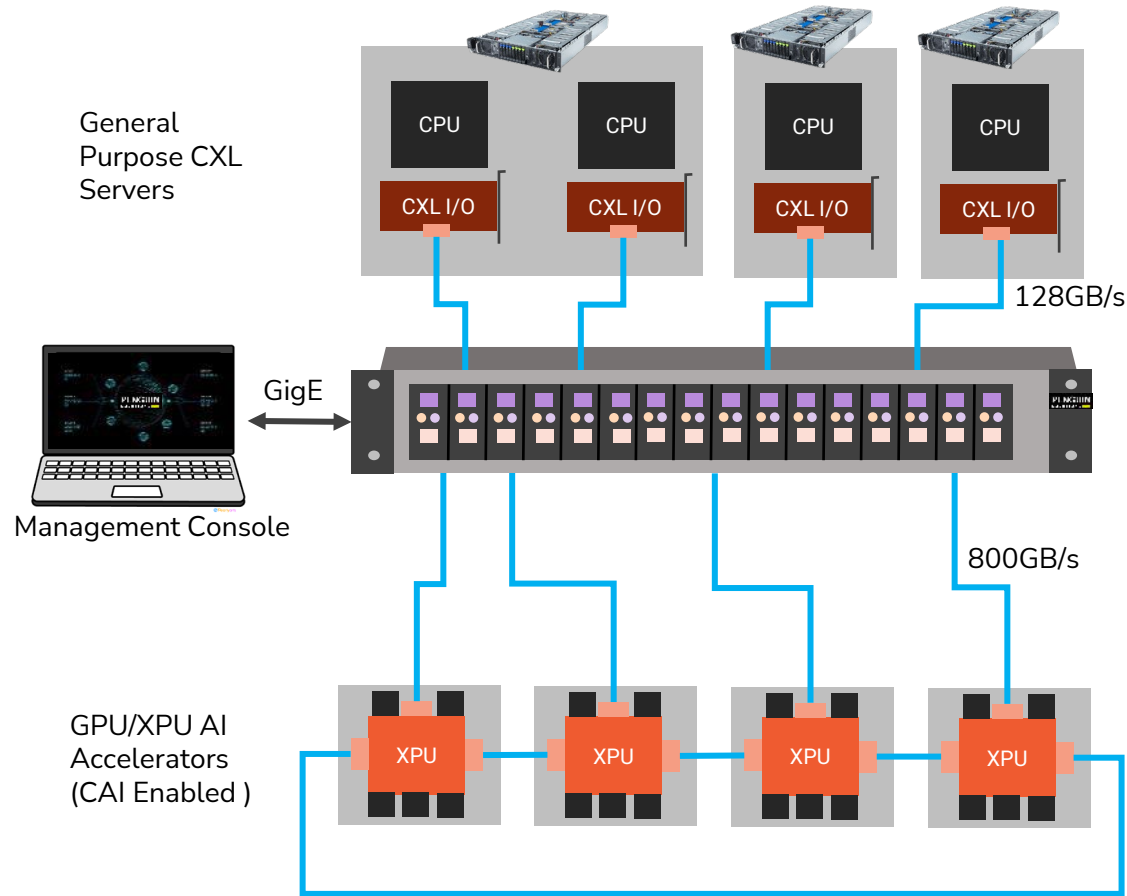 General
Purpose CXL
Servers
CPU
CPU
CPU
CPU
CXL I/O
CXL I/O
CXL I/O
CXL I/O
128GB/s
GigE
Management Console
800GB/s
GPU/XPU AI
Accelerators
(CAI Enabled )
XPU
XPU
XPU
XPU